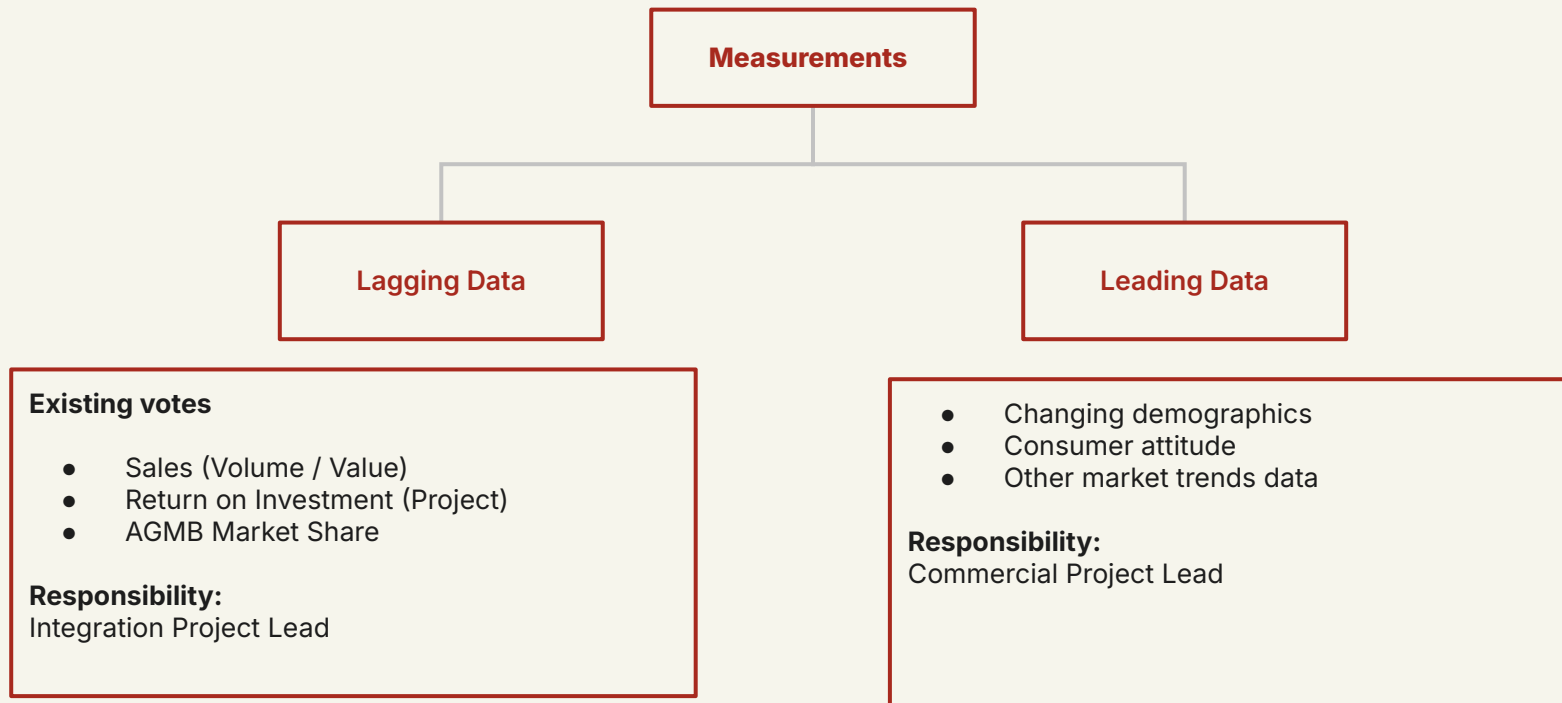 Measurements
Lagging Data
Leading Data
Existing votes
● Sales (Volume / Value)
● Return on Investment (Project)
● AGMB Market Share
Responsibility:
Integration Project Lead
● Changing demographics
● Consumer attitude
● Other market trends data
Responsibility:
Commercial Project Lead